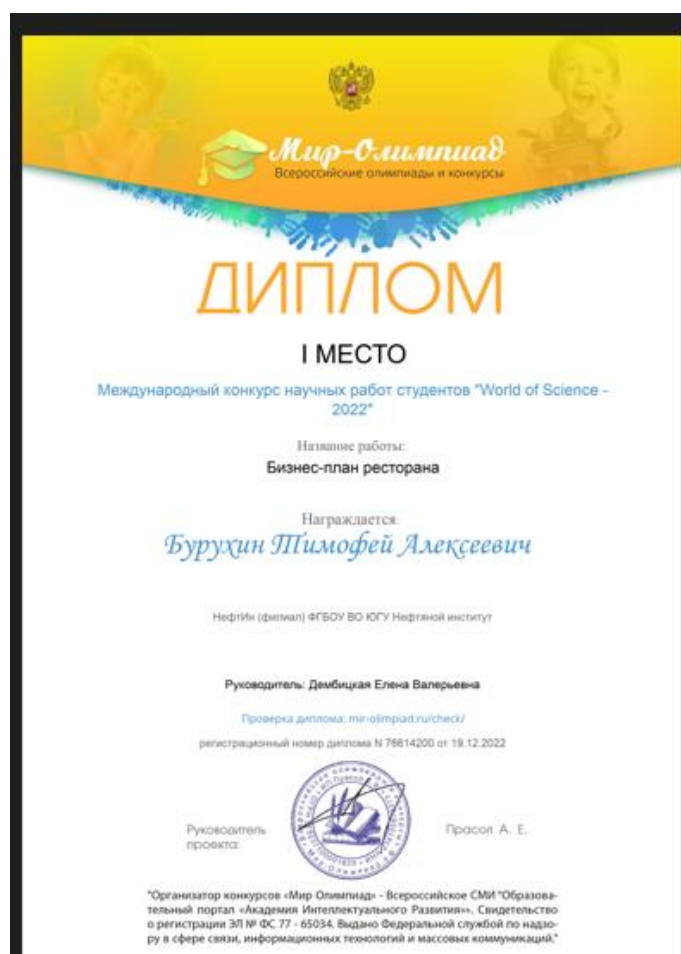 Мир-Олимпиад
Всероссийские олимпиады и конкурсы
ДИПЛОМ
I МЕСТО
Международный конкурс научных работ студентов "World of Science -
2022"
Название работы:
Бизнес-план ресторана
Награждается
Бурухин Тимофей Алексеевич
НефтИн (филиал) ФГБОУ ВО ЮГУ Нефтяной институт
Руководитель: Дембицкая Елена Валерьевна
Проверка диплома: mir-olimpiad.ru/check/
регистрационный номер диплома N 76614200 от 19.12.2022
Руководитель
проекта:
Прасол А. Е.
"Организатор конкурсов «Мир Олимпиад» - Всероссийское СМИ "Образова-
тельный портал «Академия Интеллектуального Развития»». Свидетельство
о регистрации ЭЛ № ФС 77 - 65034. Выдано Федеральной службой по надзо-
ру в сфере связи, информационных технологий и массовых коммуникаций."